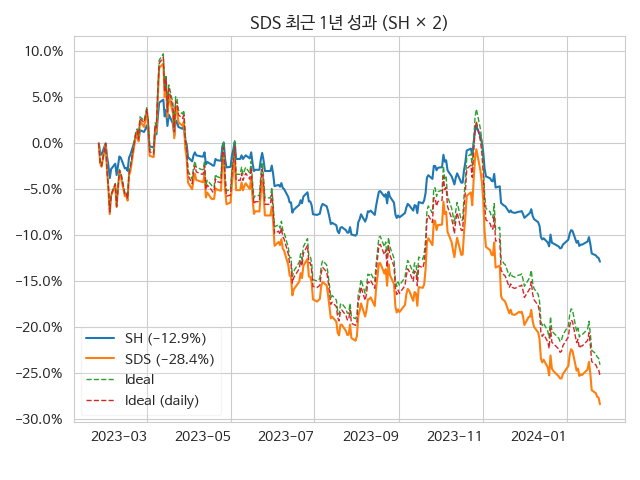 SDS 최근 1년 성과 (SH × 2)
10.0%
5.0%
0.0%
−5.0%
−10.0%
−15.0%
−20.0%
−25.0%
−30.0%
SH (−12.9%)
SDS (−28.4%)
Ideal
Ideal (daily)
2023−03 2023−05 2023−07 2023−09 2023−11 2024−01